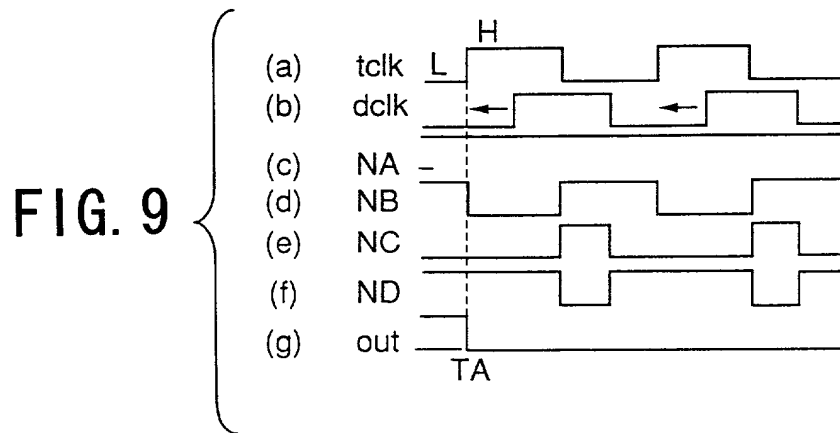 FIG. 9
H
(a) tclk L
(b) dclk
(c) NA
(d) NB
(e) NC
(f) ND
(g) out
TA